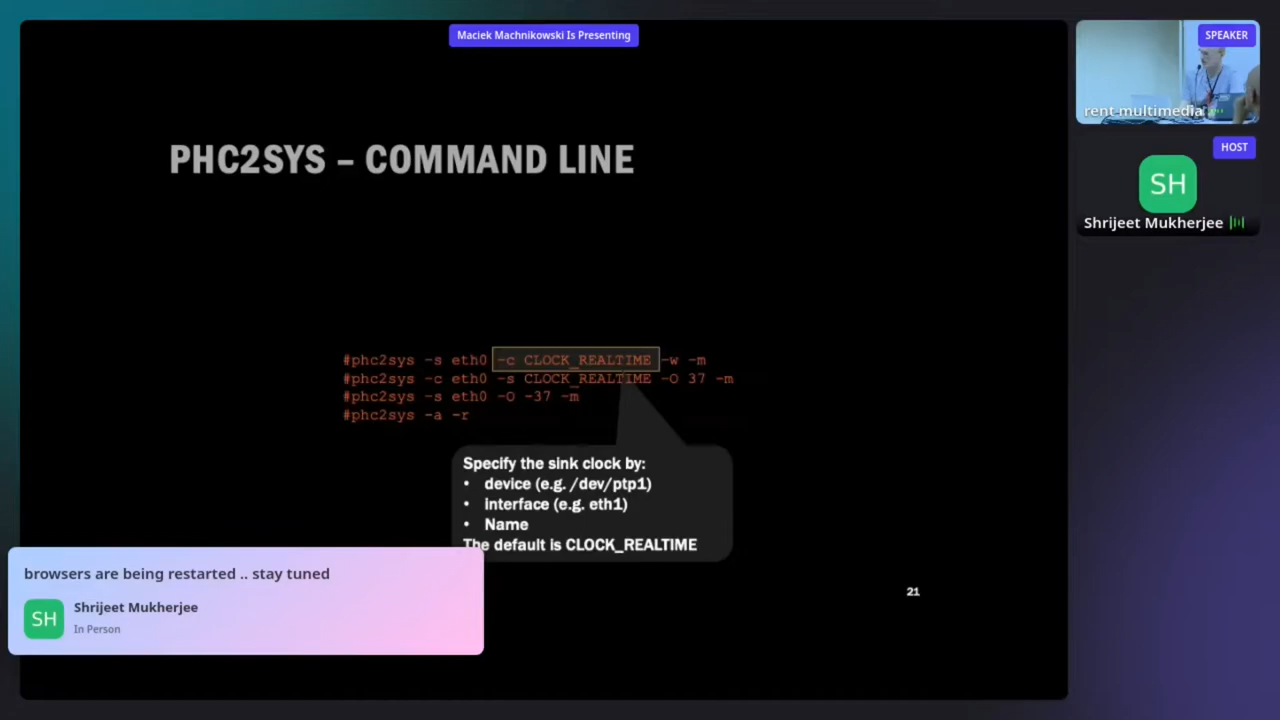 Maciek Machnikowski Is Presenting
SPEAKER
rent-multimedia
HOST
SH
Shrijeet Mukherjee
PHC2SYS – COMMAND LINE
#phc2sys -s eth0 -c CLOCK_REALTIME -w -m
#phc2sys -c eth0 -s CLOCK_REALTIME -O 37 -m
#phc2sys -s eth0 -O -37 -m
#phc2sys -a -r
Specify the sink clock by:
• device (e.g. /dev/ptp1)
• interface (e.g. eth1)
• Name
The default is CLOCK_REALTIME
21
browsers are being restarted .. stay tuned
SH
Shrijeet Mukherjee
In Person